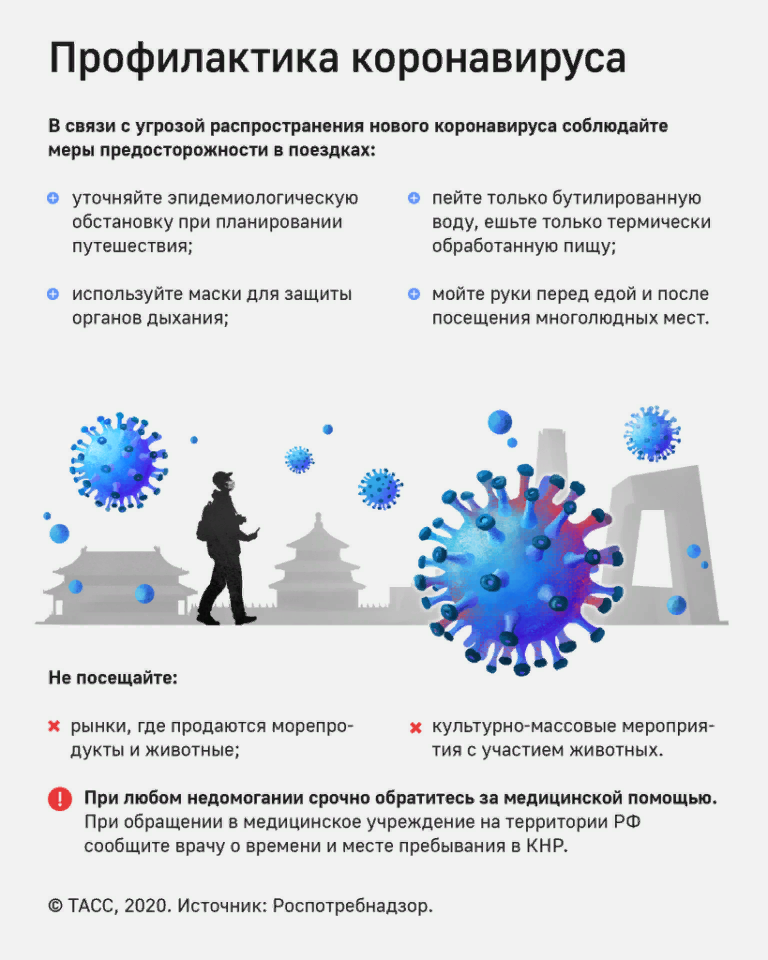 Профилактика коронавируса
В связи с угрозой распространения нового коронавируса соблюдайте
меры предосторожности в поездках:
уточняйте эпидемиологическую
обстановку при планировании
путешествия;
используйте маски для защиты
органов дыхания;
пейте только бутилированную
воду, ешьте только термически
обработанную пищу;
мойте руки перед едой и после
посещения многолюдных мест.
Не посещайте:
рынки, где продаются морепро-
дукты и животные;
культурно-массовые мероприя-
тия с участием животных.
При любом недомогании срочно обратитесь за медицинской помощью.
При обращении в медицинское учреждение на территории РФ
сообщите врачу о времени и месте пребывания в КНР.
© ТАСС, 2020. Источник: Роспотребнадзор.